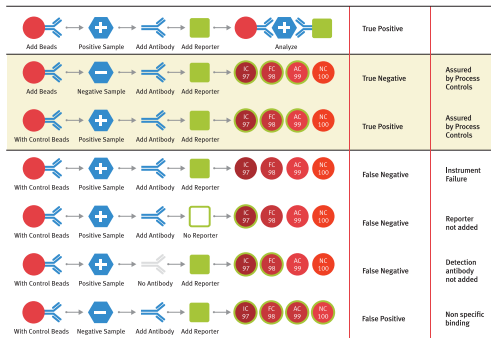 Add Beads Positive Sample Add Antibody Add Reporter Analyze True Positive
IC 97 FC 98 AC 99 NC 100
Add Beads Negative Sample Add Antibody Add Reporter True Negative Assured by Process Controls
IC 97 FC 98 AC 99 NC 100
With Control Beads Positive Sample Add Antibody Add Reporter True Positive Assured by Process Controls
IC 97 FC 98 AC 99 NC 100
With Control Beads Positive Sample Add Antibody Add Reporter False Negative Instrument Failure
IC 97 FC 98 AC 99 NC 100
With Control Beads Positive Sample Add Antibody No Reporter False Negative Reporter not added
IC 97 FC 98 AC 99 NC 100
With Control Beads Positive Sample No Antibody Add Reporter False Negative Detection antibody not added
IC 97 FC 98 AC 99 NC 100
With Control Beads Negative Sample Add Antibody Add Reporter False Positive Non specific binding